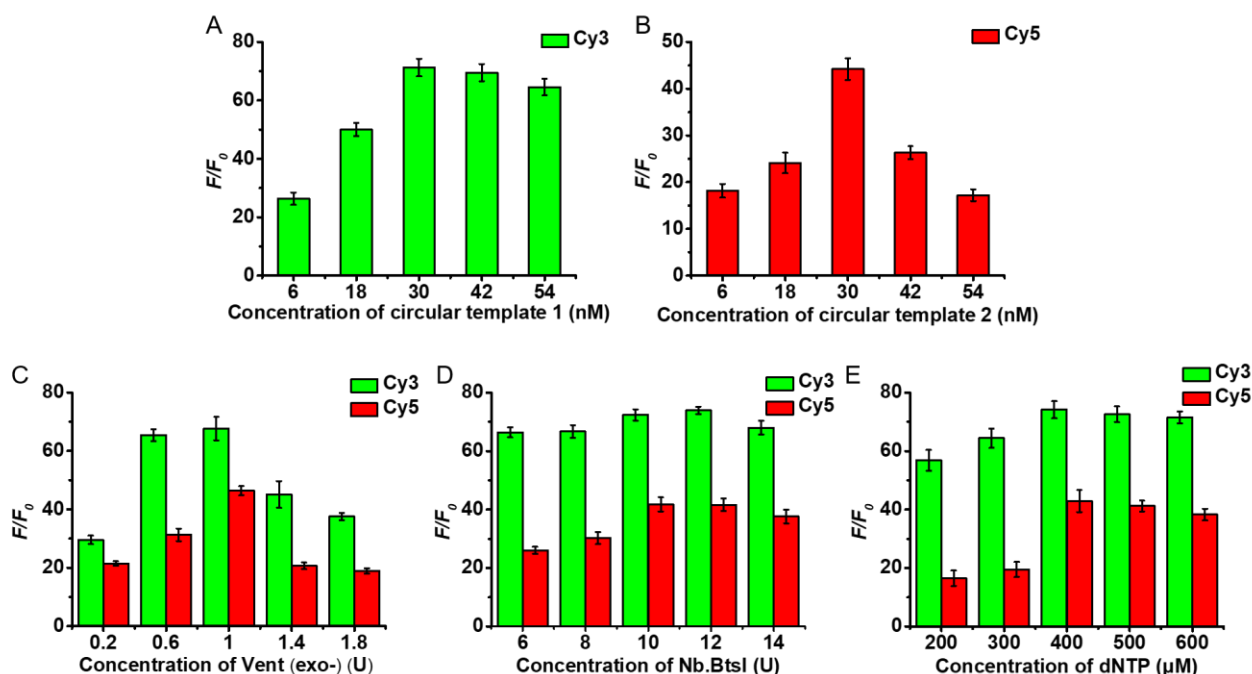 A
Cy3
80
60
40
20
0
F/F0
6 18 30 42 54
Concentration of circular template 1 (nM)
B
Cy5
50
40
30
20
10
0
F/F0
6 18 30 42 54
Concentration of circular template 2 (nM)
C
Cy3
Cy5
80
60
40
20
0
F/F0
0.2 0.6 1 1.4 1.8
Concentration of Vent (exo-) (U)
D
Cy3
Cy5
80
60
40
20
0
F/F0
6 8 10 12 14
Concentration of Nb.BtsI (U)
E
Cy3
Cy5
80
60
40
20
0
F/F0
200 300 400 500 600
Concentration of dNTP (μM)